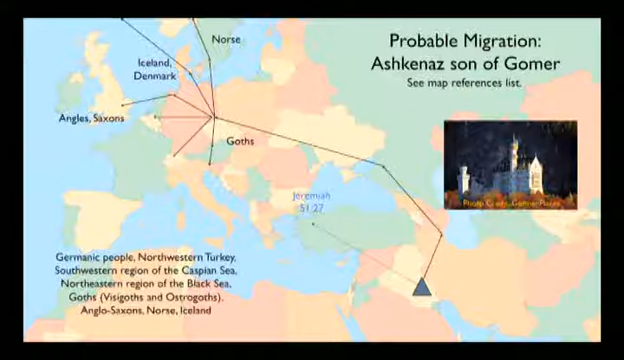 Norse
Probable Migration:
Ashkenaz son of Gomer
See map references list.
Iceland,
Denmark
Angles, Saxons
Goths
Jeremiah
51:27
Germanic people, Northwestern Turkey,
Southwestern region of the Caspian Sea,
Northeastern region of the Black Sea,
Goths (Visigoths and Ostrogoths),
Anglo-Saxons, Norse, Iceland
Photo Credit: